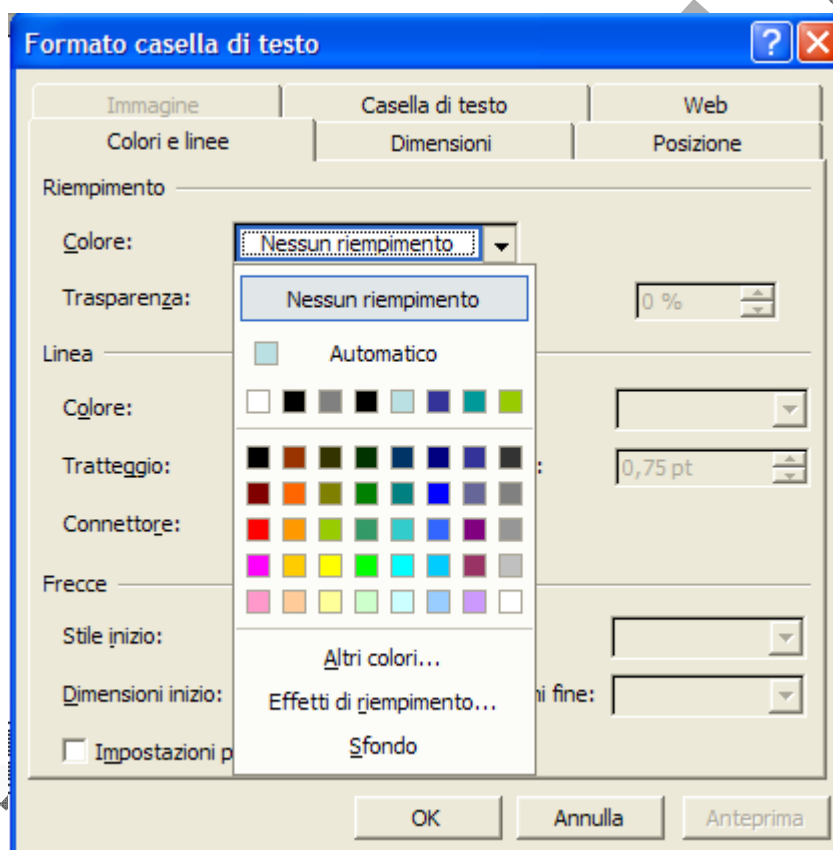 Formato casella di testo
Immagine Casella di testo Web
Colori e linee Dimensioni Posizione
Riempimento
Colore: Nessun riempimento
Nessun riempimento
Trasparenza: 0 %
Automatico
Linea
Colore:
Tratteggio: : 0,75 pt
Connettore:
Frecce
Stile inizio:
Altri colori...
Dimensioni inizio: ni fine:
Effetti di riempimento...
Impostazioni p
Sfondo
OK Annulla Anteprima